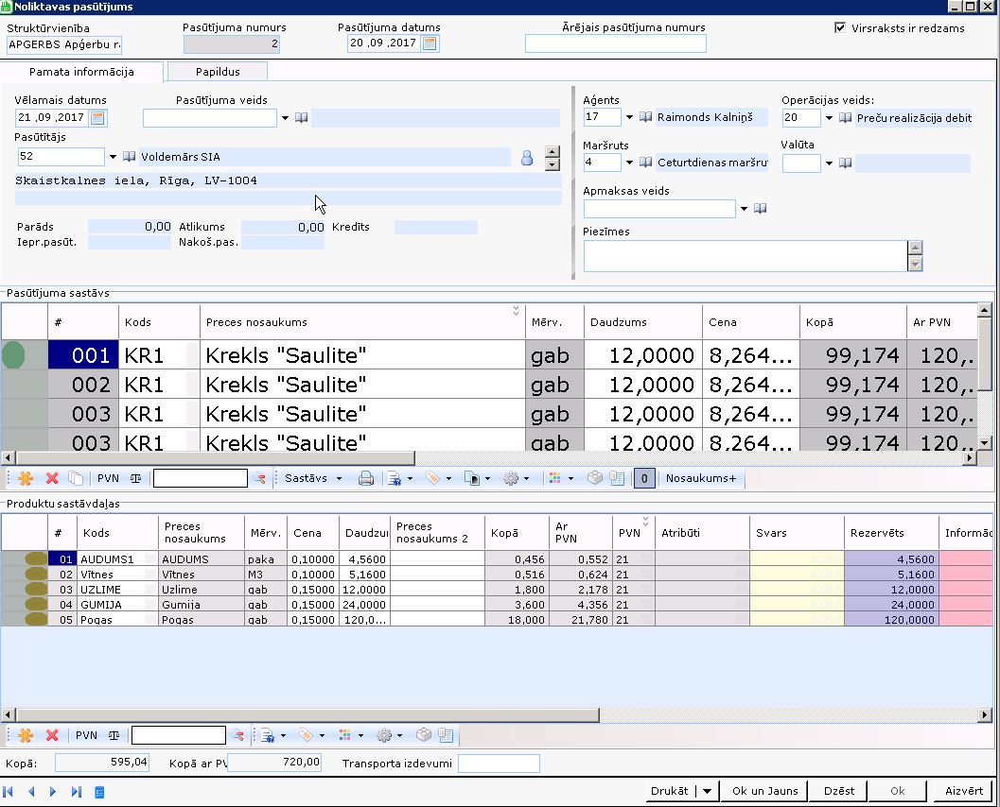 Noliktavas pasūtījums
Struktūrvienība Pasūtījuma numurs Pasūtījuma datums Ārējais pasūtījuma numurs Virsraksts ir redzams
APGERBS Apģerbu r. 2 20 ,09 ,2017
Pamata informācija Papildus
Vēlamais datums Pasūtījuma veids
21 ,09 ,2017
Pasūtītājs
52 Voldemārs SIA
Skaistkalnes iela, Rīga, LV-1004
Parāds 0,00 Atlikums 0,00 Kredīts
Iepr.pasūt. Nakoš.pas.
Aģents Operācijas veids:
17 Raimonds Kalniņš 20 Preču realizācija debit
Maršruts Valūta
4 Ceturtdienas maršru
Apmaksas veids
Piezīmes
Pasūtījuma sastāvs
# Kods Preces nosaukums Mērv. Daudzums Cena Kopā Ar PVN
001 KR1 Krekls "Saulite" gab 12,0000 8,264... 99,174 120,.
002 KR1 Krekls "Saulite" gab 12,0000 8,264... 99,174 120,.
003 KR1 Krekls "Saulite" gab 12,0000 8,264... 99,174 120,.
003 KR1 Krekls "Saulite" gab 12,0000 8,264... 99,174 120,.
PVN Sastāvs 0 Nosaukums+
Produktu sastāvdaļas
# Kods Preces nosaukums Mērv. Cena Daudzu Preces nosaukums 2 Kopā Ar PVN PVN Atribūti Svars Rezervēts Informāc
01 AUDUMS1 AUDUMS paka 0,10000 4,5600 0,456 0,552 21 0,000 4,5600
02 Vītnes Vītnes M3 0,10000 5,1600 0,516 0,624 21 0,000 5,1600
03 UZLIME Uzlime gab 0,15000 12,0000 1,800 2,178 21 0,000 12,0000
04 GUMIJA Gumija gab 0,15000 24,0000 3,600 4,356 21 0,000 24,0000
05 Pogas Pogas gab 0,15000 120,0... 18,000 21,780 21 0,000 120,0000
PVN
Kopā: 595,04 Kopā ar PV 720,00 Transporta izdevumi
Drukāt Ok un Jauns Dzēst Ok Aizvērt